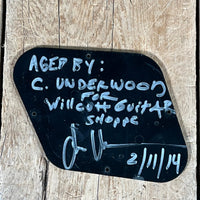 AGED BY:
C. UNDERWOOD
FOR
Willcutt Guitar
SHOPPE
2/11/14